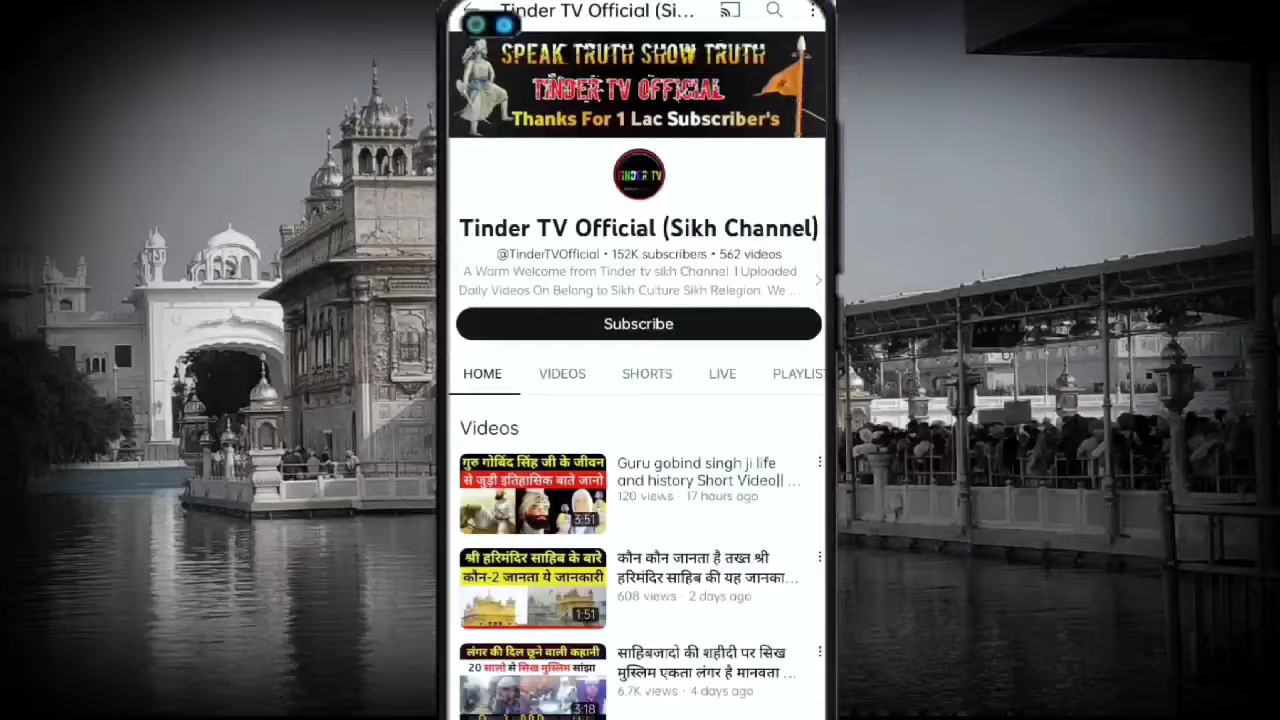 Tinder TV Official (Si...
SPEAK TRUTH SHOW TRUTH
TINDER TV OFFICIAL
Thanks For 1 Lac Subscriber's
TINDER TV
Tinder TV Official (Sikh Channel)
@TinderTVOfficial • 152K subscribers • 562 videos
A Warm Welcome from Tinder tv sikh Channel. I Uploaded
Daily Videos On Belong to Sikh Culture Sikh Relegion. We ...
Subscribe
HOME VIDEOS SHORTS LIVE PLAYLIS
Videos
गुरु गोबिंद सिंह जी के जीवन
से जुड़ी इतिहासिक बाते जानो
3:51
Guru gobind singh ji life
and history Short Video|| ...
120 views · 17 hours ago
श्री हरिमंदिर साहिब के बारे
कौन-2 जानता ये जानकारी
1:51
कौन कौन जानता है तख्त श्री
हरिमंदिर साहिब की यह जानका...
608 views · 2 days ago
लंगर की दिल छूने वाली कहानी
20 सालो से सिख मुस्लिम सांझा
3:18
साहिबजादो की शहीदी पर सिख
मुस्लिम एकता लंगर है मानवता ...
6.7K views · 4 days ago